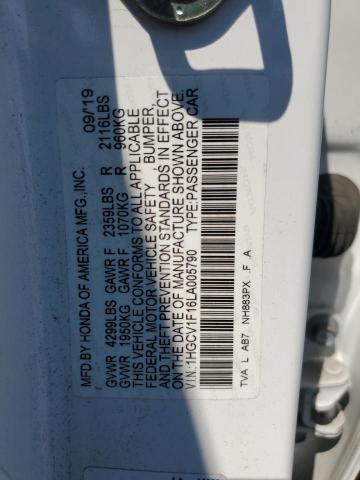 MFD.BY HONDA OF AMERICA MFG.,INC. 09/19
GVWR 4299LBS GAWR F 2359LBS R 2116LBS
GVWR 1950KG GAWR F 1070KG R 960KG
THIS VEHICLE CONFORMS TO ALL APPLICABLE
FEDERAL MOTOR VEHICLE SAFETY BUMPER,
AND THEFT PREVENTION STANDARDS IN EFFECT
ON THE DATE OF MANUFACTURE SHOWN ABOVE.
VIN:1HGCV1F16LA005790 TYPE:PASSENGER CAR
TVA L AB7 NH883PX F A